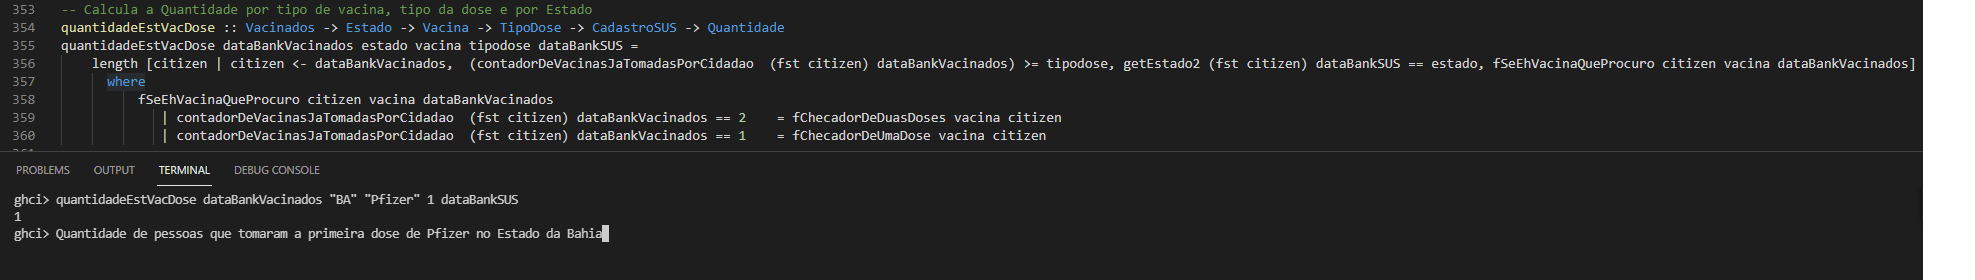 353 -- Calcula a Quantidade por tipo de vacina, tipo da dose e por Estado
354 quantidadeEstVacDose :: Vacinados -> Estado -> Vacina -> TipoDose -> CadastroSUS -> Quantidade
355 quantidadeEstVacDose dataBankVacinados estado vacina tipodose dataBankSUS =
356 length [citizen | citizen <- dataBankVacinados,  (contadorDeVacinasJaTomadasPorCidadao  (fst citizen) dataBankVacinados) >= tipodose, getEstado2 (fst citizen) dataBankSUS == estado, fSeEhVacinaQueProcuro citizen vacina dataBankVacinados]
357 where
358 fSeEhVacinaQueProcuro citizen vacina dataBankVacinados
359 | contadorDeVacinasJaTomadasPorCidadao  (fst citizen) dataBankVacinados == 2    = fChecadorDeDuasDoses vacina citizen
360 | contadorDeVacinasJaTomadasPorCidadao  (fst citizen) dataBankVacinados == 1    = fChecadorDeUmaDose vacina citizen
361
PROBLEMS OUTPUT TERMINAL DEBUG CONSOLE
ghci> quantidadeEstVacDose dataBankVacinados "BA" "Pfizer" 1 dataBankSUS
1
ghci> Quantidade de pessoas que tomaram a primeira dose de Pfizer no Estado da Bahia